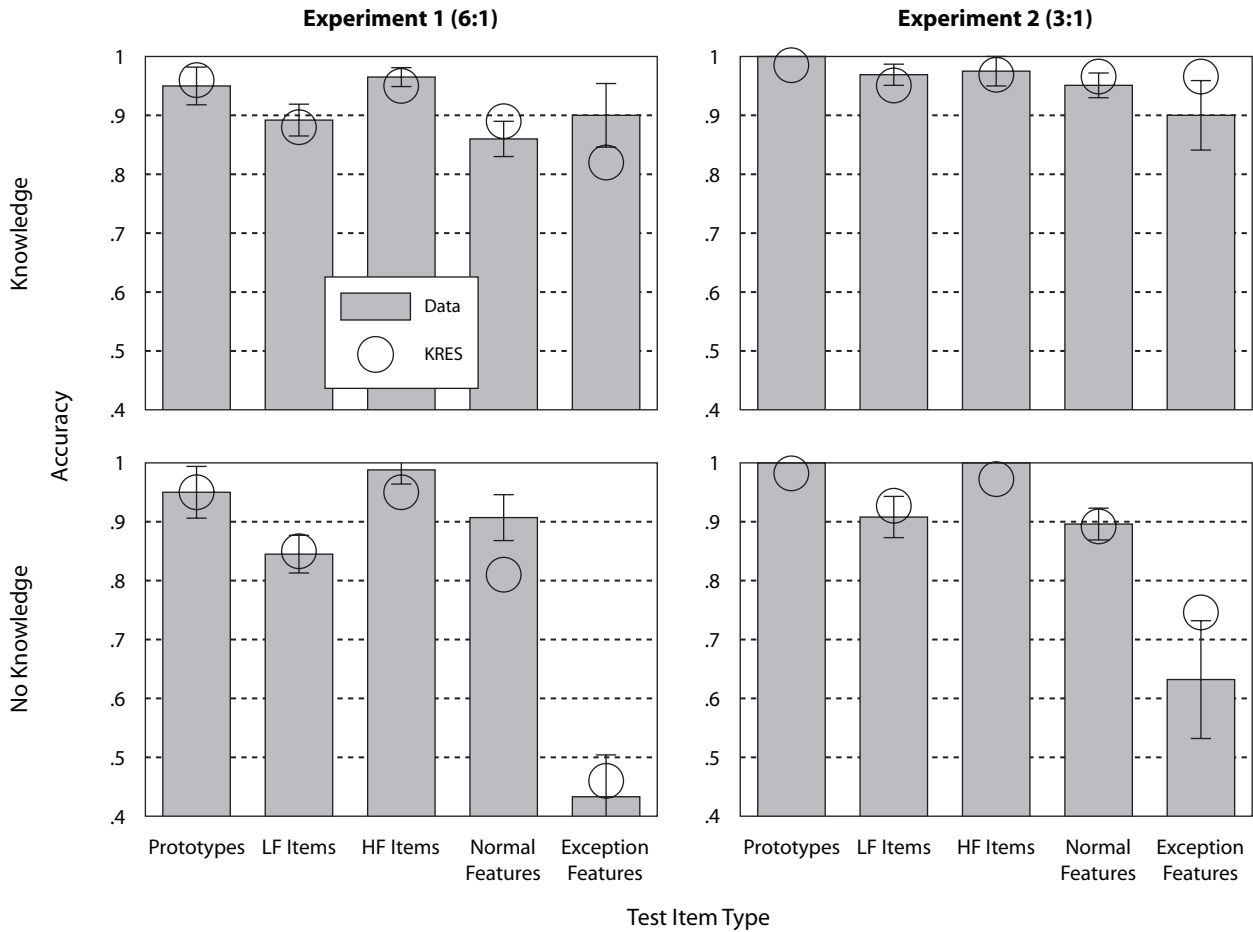 Experiment 1 (6:1)
Experiment 2 (3:1)
Knowledge
1
.9
.8
.7
.6
.5
.4
Data
KRES
1
.9
.8
.7
.6
.5
.4
Accuracy
No Knowledge
1
.9
.8
.7
.6
.5
.4
Prototypes
LF Items
HF Items
Normal
Features
Exception
Features
1
.9
.8
.7
.6
.5
.4
Prototypes
LF Items
HF Items
Normal
Features
Exception
Features
Test Item Type